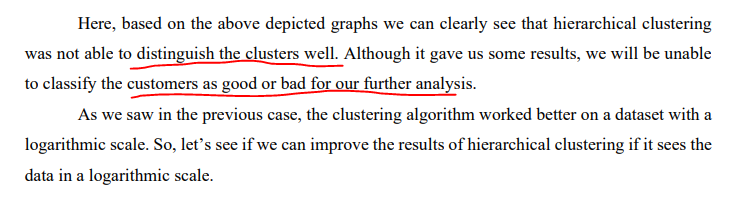 Here, based on the above depicted graphs we can clearly see that hierarchical clustering
was not able to distinguish the clusters well. Although it gave us some results, we will be unable
to classify the customers as good or bad for our further analysis.
As we saw in the previous case, the clustering algorithm worked better on a dataset with a
logarithmic scale. So, let’s see if we can improve the results of hierarchical clustering if it sees the
data in a logarithmic scale.